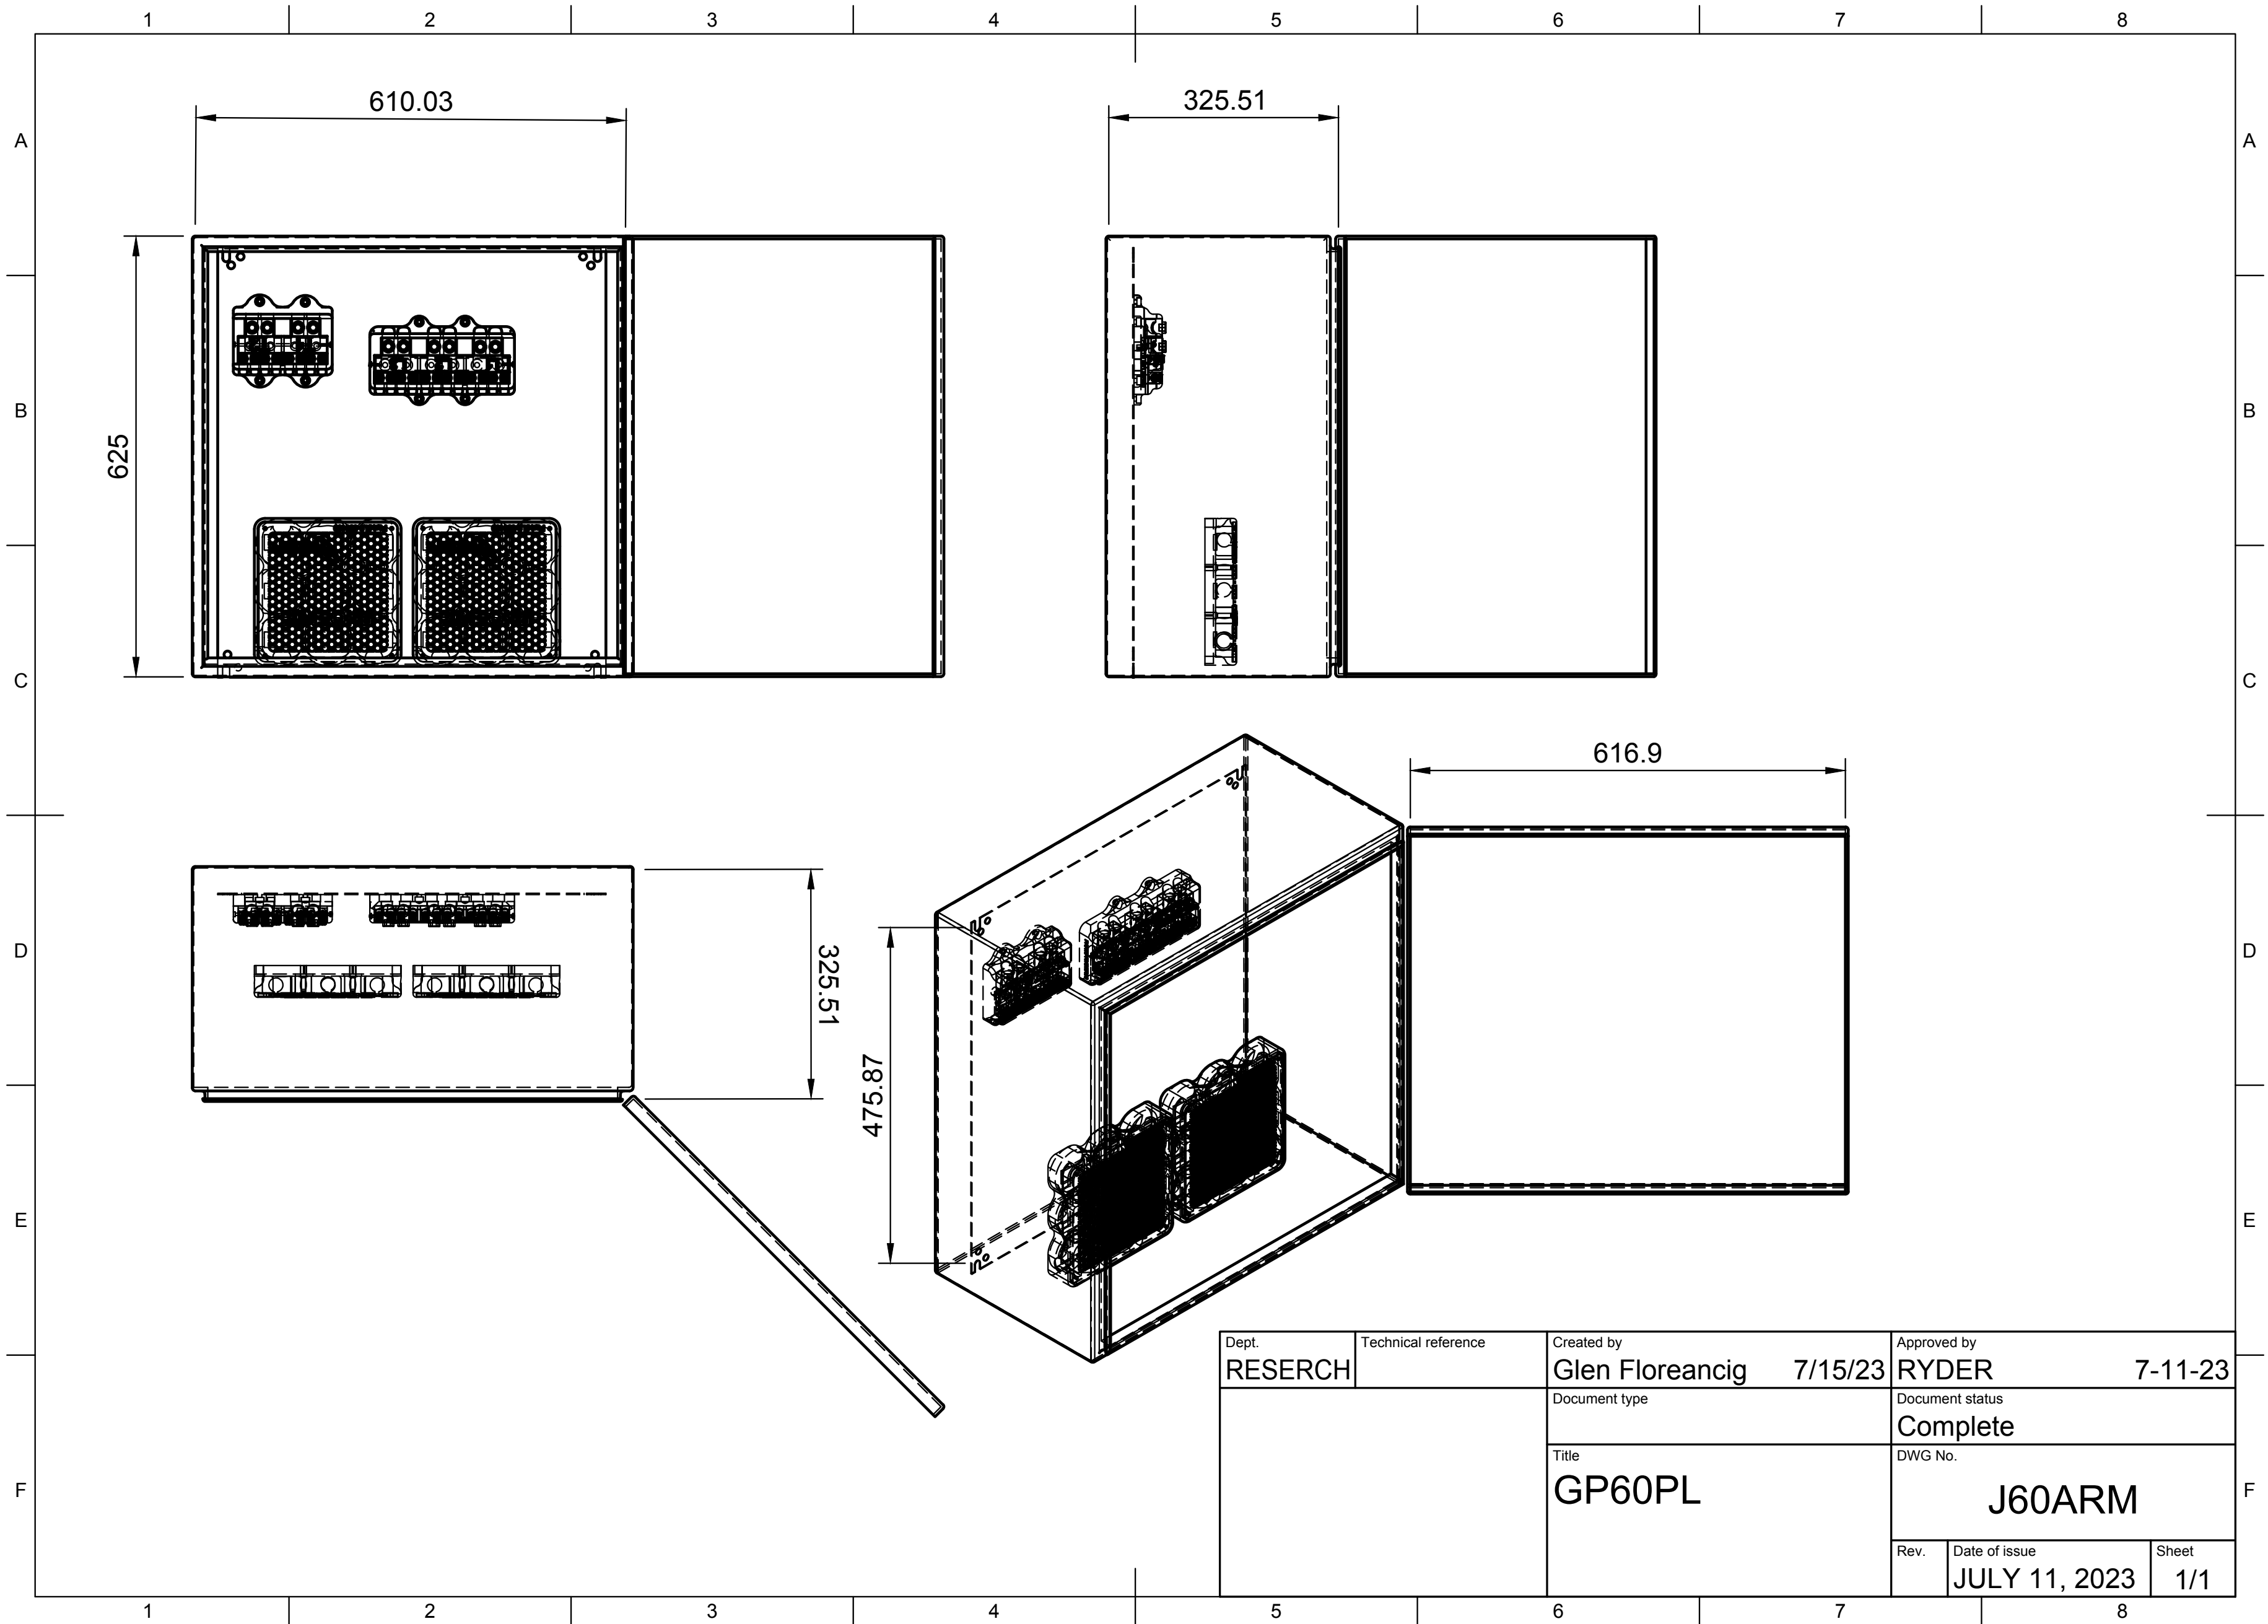 1 2 3 4 5 6 7 8
610.03
325.51
A A
B B
625
C C
616.9
D D
325.51
475.87
E E
Dept.
RESERCH
Technical reference
Created by
Glen Floreancig 7/15/23
Approved by
RYDER 7-11-23
Document type
Document status
Complete
Title
GP60PL
DWG No.
J60ARM
F F
Rev.
Date of issue
JULY 11, 2023
Sheet
1/1
1 2 3 4 5 6 7 8